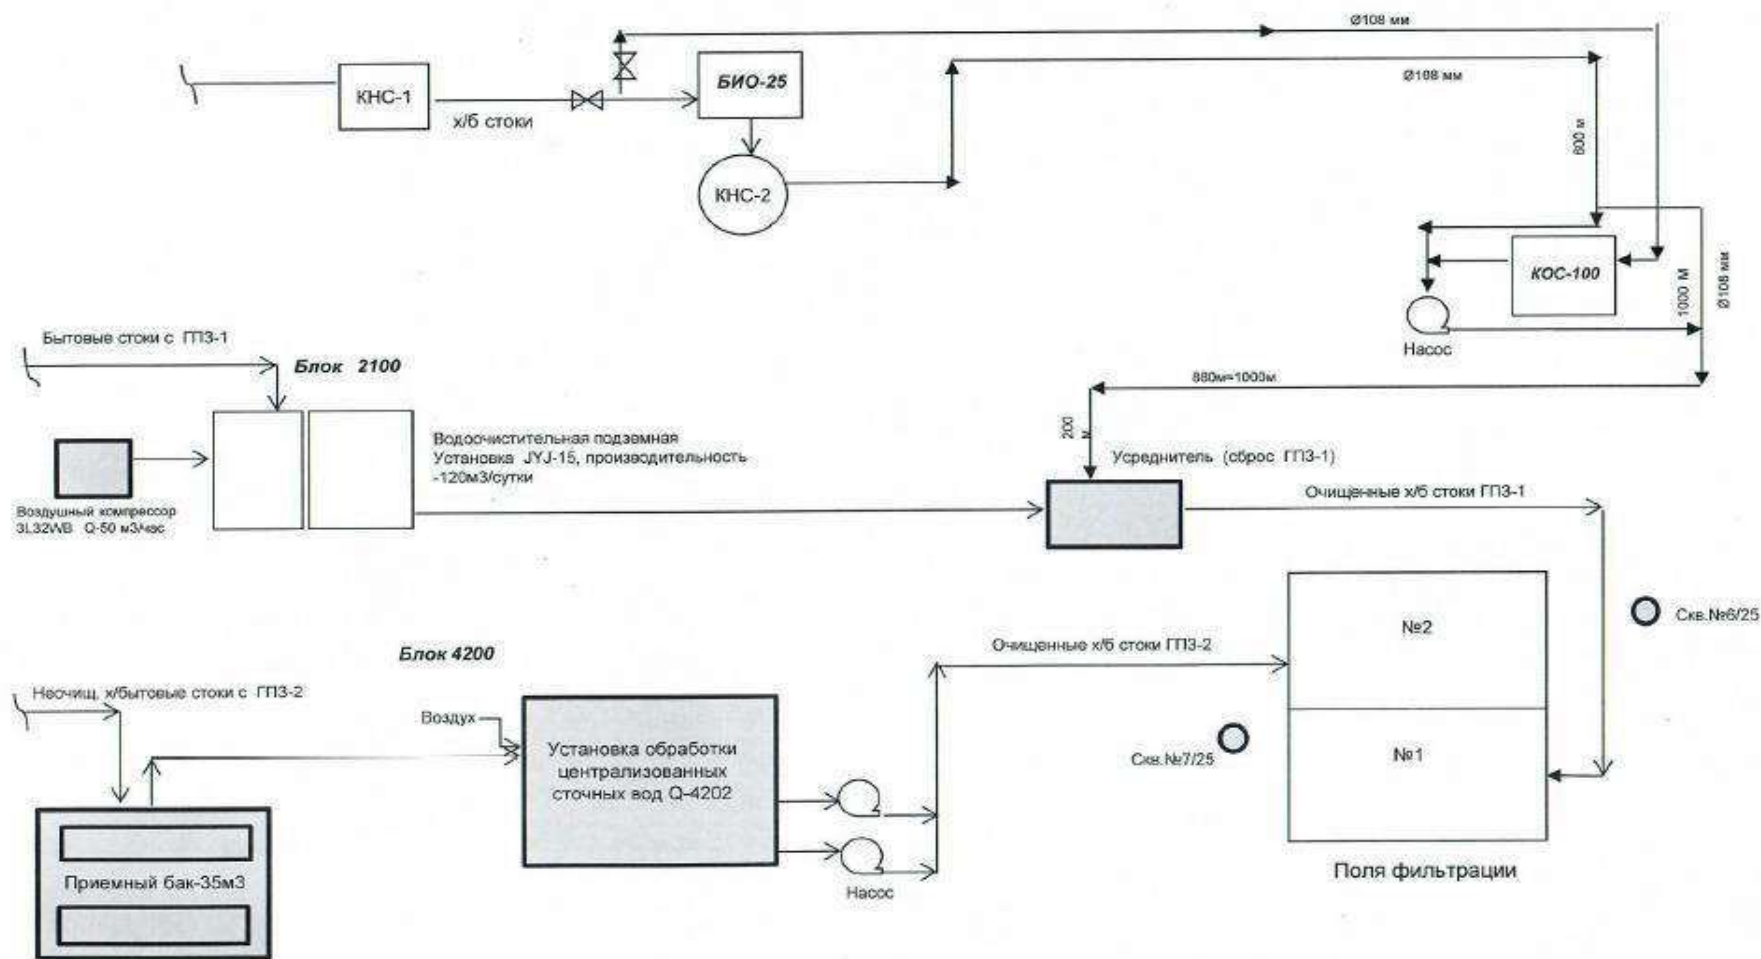 Ø108 мм
Ø108 мм
КНС-1
х/б стоки
БИО-25
КНС-2
600 м
КОС-100
1000 М
Ø108 мм
Насос
880м=1000м
200
м
Бытовые стоки с ГПЗ-1
Блок 2100
Водоочистительная подземная
Установка JYJ-15, производительность
-120м3/сутки
Воздушный компрессор
3L32WB Q-50 м3/час
Усреднитель (сброс ГПЗ-1)
Очищенные х/б стоки ГПЗ-1
№2
№1
Скв.№6/25
Скв.№7/25
Поля фильтрации
Блок 4200
Очищенные х/б стоки ГПЗ-2
Неочищ. х/бытовые стоки с ГПЗ-2
Воздух
Установка обработки
централизованных
сточных вод Q-4202
Насос
Приемный бак-35м3